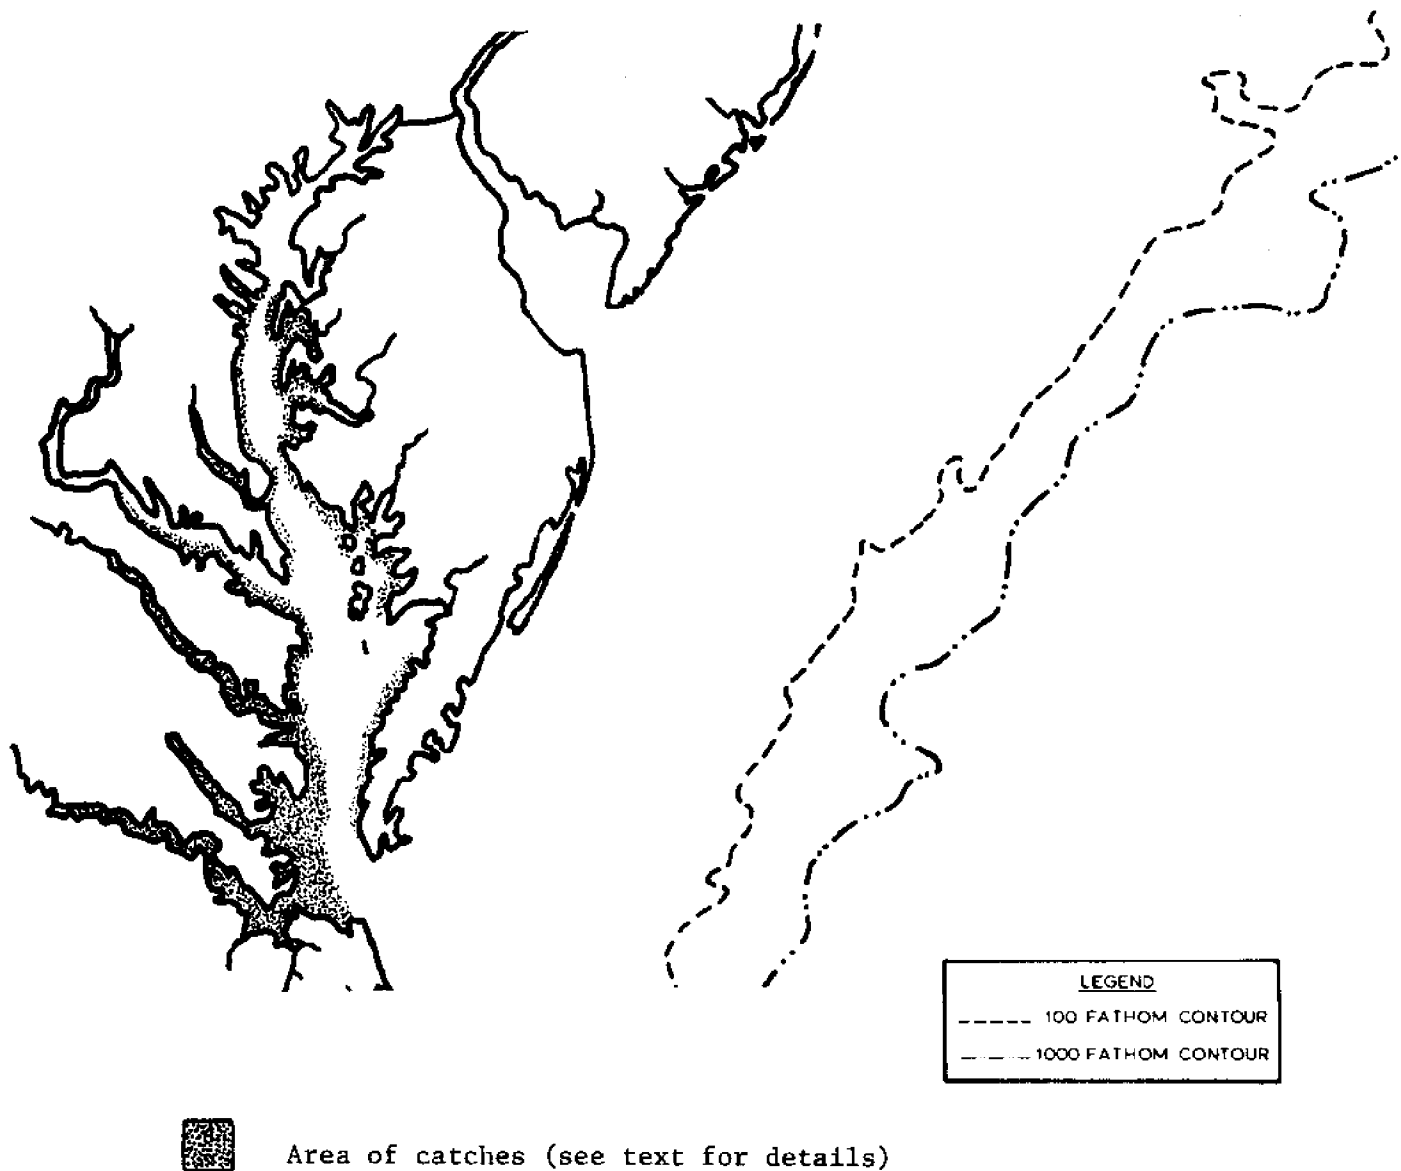 LEGEND
100 FATHOM CONTOUR
1000 FATHOM CONTOUR
Area of catches (see text for details)